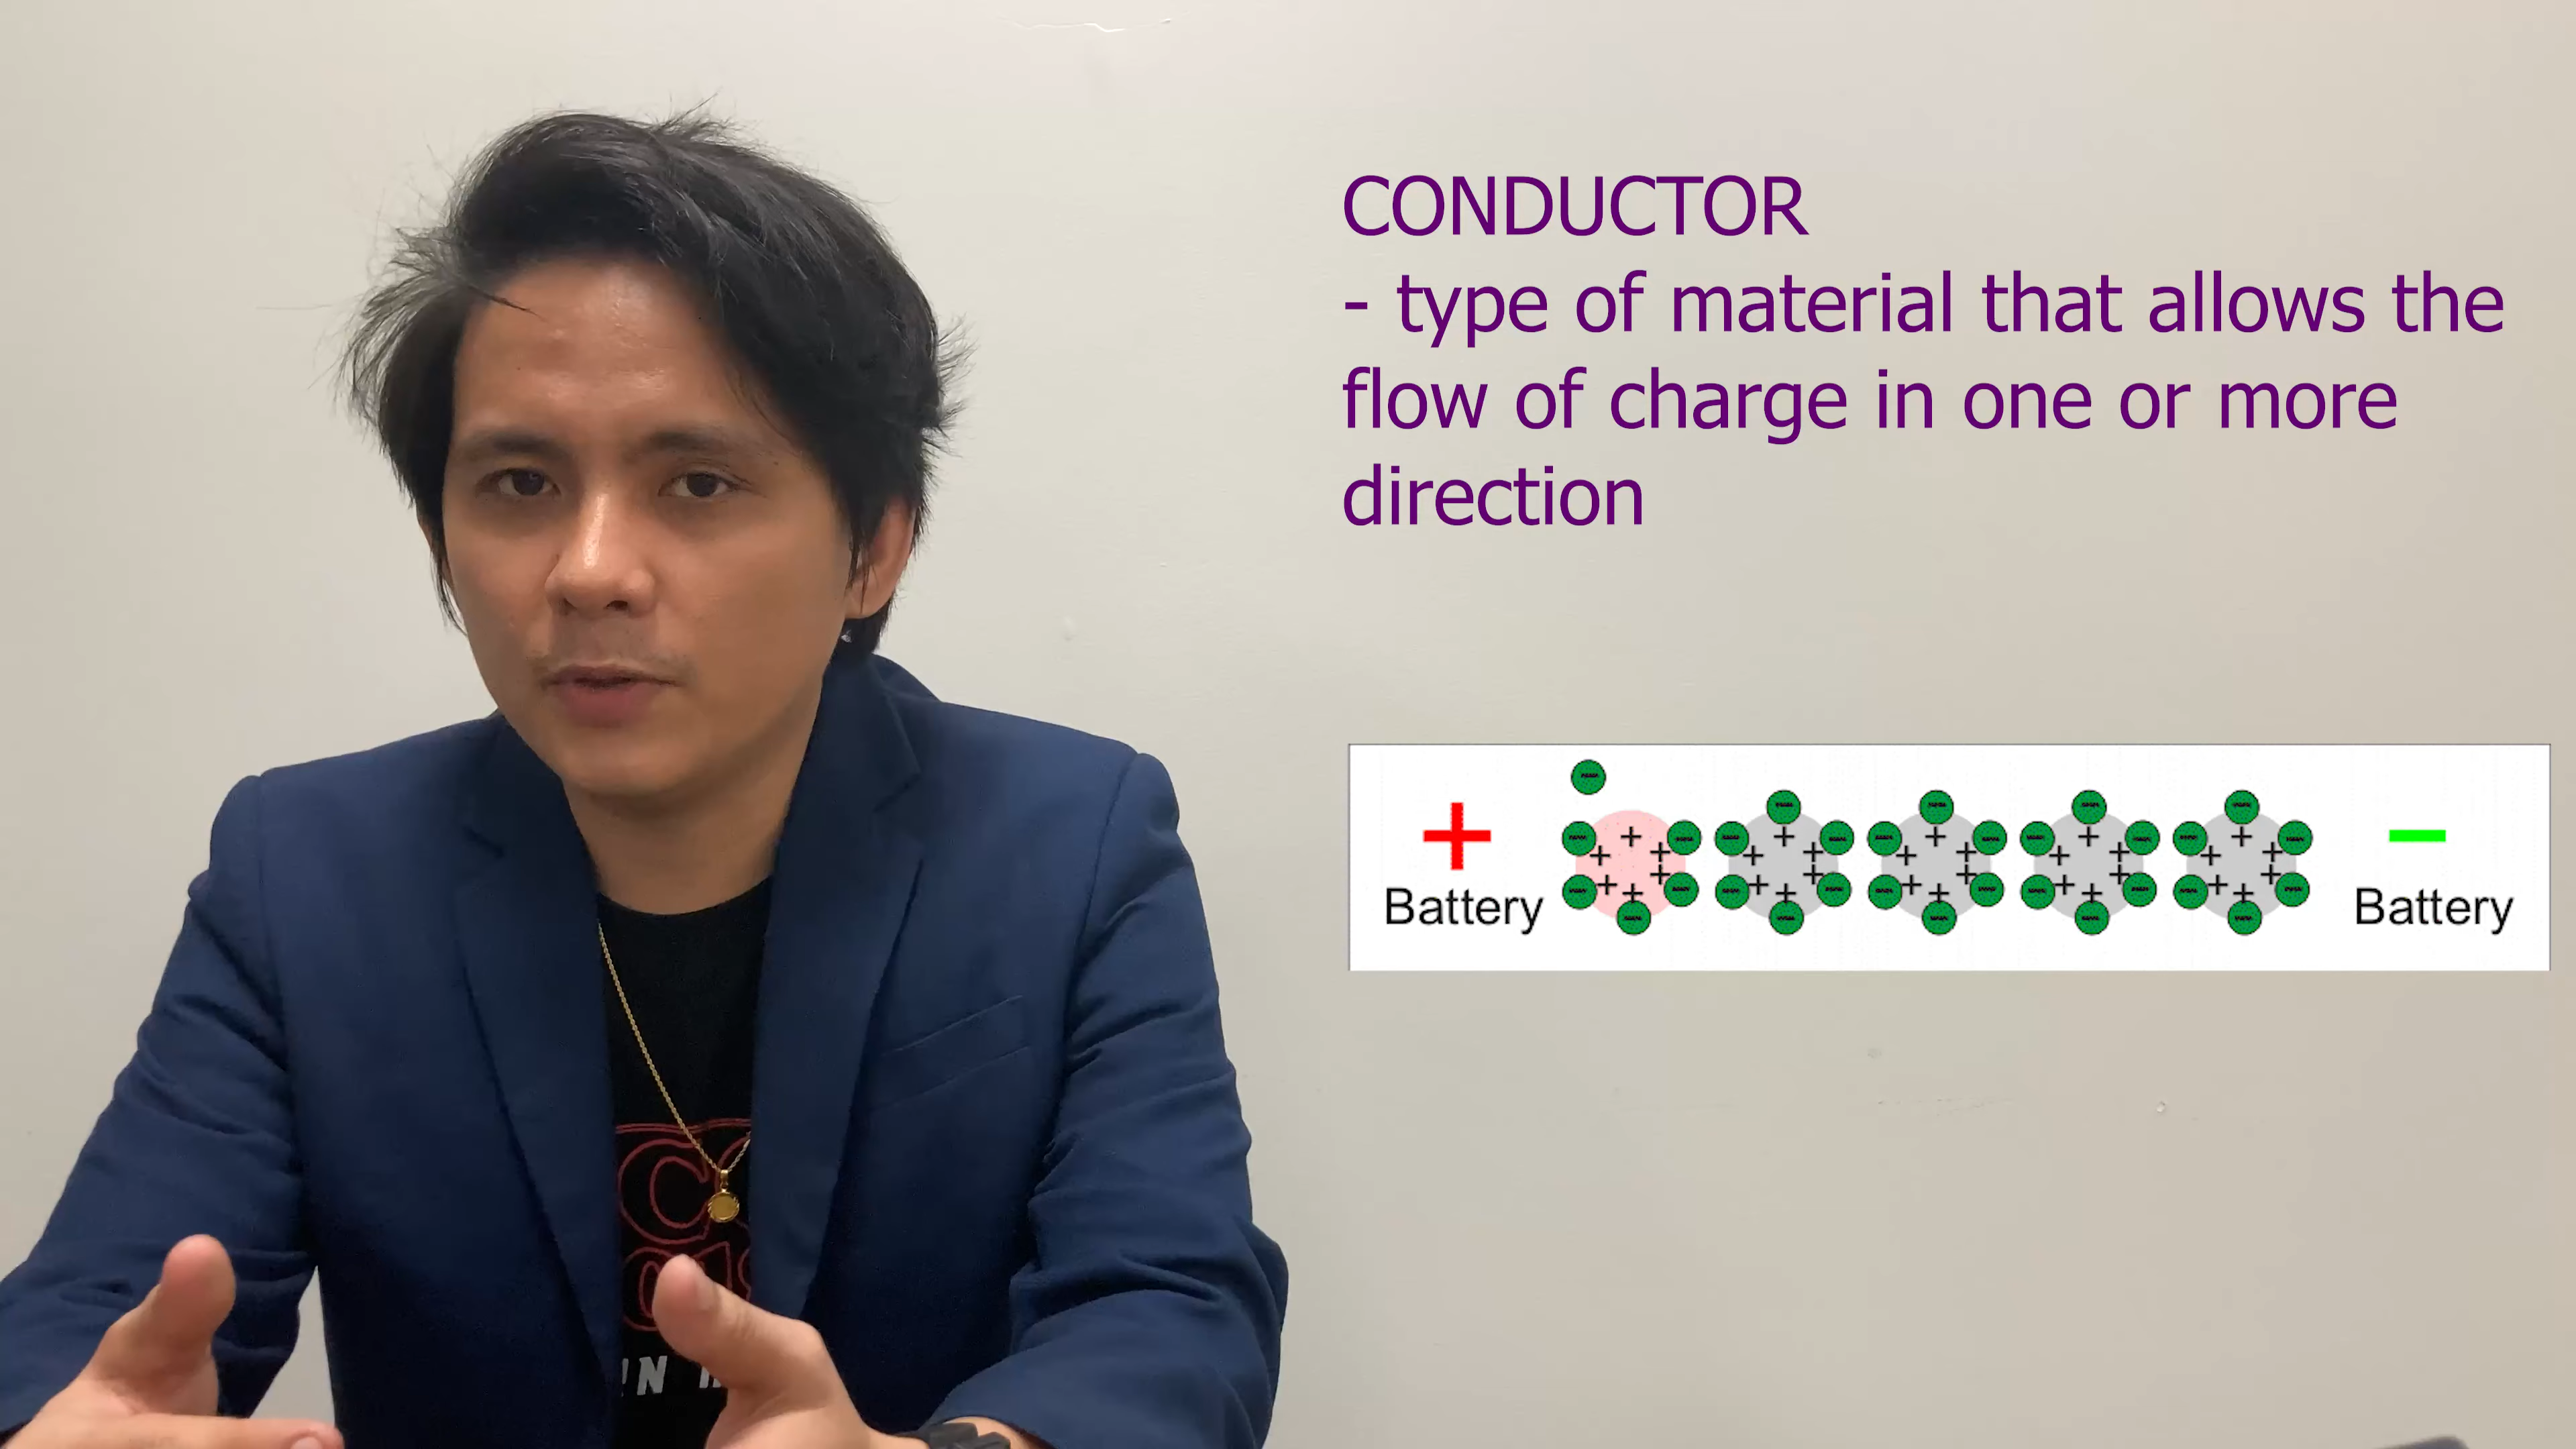 CONDUCTOR
- type of material that allows the
flow of charge in one or more
direction
+
−
Battery
Battery